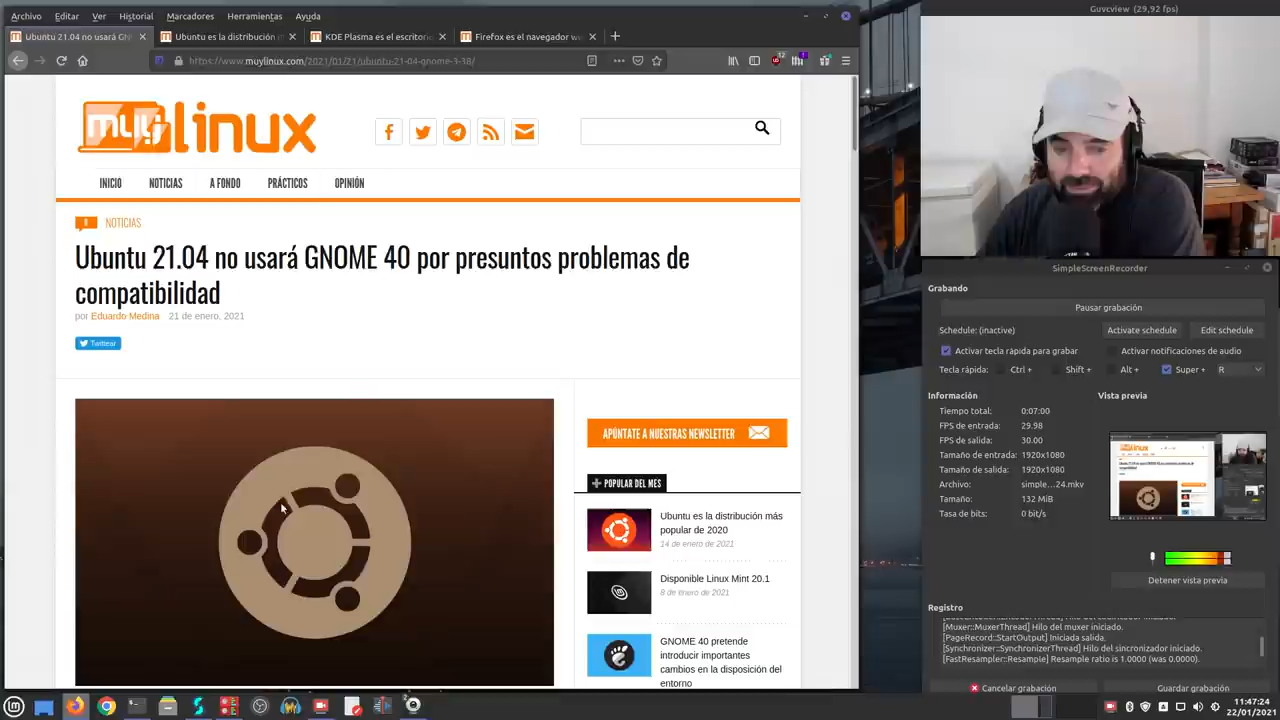 Archivo Editar Ver Historial Marcadores Herramientas Ayuda
Ubuntu 21.04 no usará GN
Ubuntu es la distribución m
KDE Plasma es el escritorio
Firefox es el navegador w
https://www.muylinux.com/2021/01/21/ubuntu-21-04-gnome-3-38/
muylinux
INICIO NOTICIAS A FONDO PRÁCTICOS OPINIÓN
NOTICIAS
Ubuntu 21.04 no usará GNOME 40 por presuntos problemas de
compatibilidad
por Eduardo Medina 21 de enero, 2021
Twittear
APÚNTATE A NUESTRAS NEWSLETTER
POPULAR DEL MES
Ubuntu es la distribución más
popular de 2020
14 de enero de 2021
Disponible Linux Mint 20.1
8 de enero de 2021
GNOME 40 pretende
introducir importantes
cambios en la disposición del
entorno
Guvcview (29,92 fps)
SimpleScreenRecorder
Grabando
Pausar grabación
Schedule: (inactive) Activate schedule Edit schedule
Activar tecla rápida para grabar Activar notificaciones de audio
Tecla rápida: Ctrl + Shift + Alt + Super + R
Información Vista previa
Tiempo total: 0:07:00
FPS de entrada: 29.98
FPS de salida: 30.00
Tamaño de entrada: 1920x1080
Tamaño de salida: 1920x1080
Archivo: simple....24.mkv
Tamaño: 132 MiB
Tasa de bits: 0 bit/s
Detener vista previa
Registro
[Muxer::MuxerThread] Hilo del muxer iniciado.
[PageRecord::StartOutput] Iniciada salida.
[Synchronizer::SynchronizerThread] Hilo del sincronizador iniciado.
[FastResampler::Resample] Resample ratio is 1.0000 (was 0.0000).
Cancelar grabación Guardar grabación
11:47:24
22/01/2021